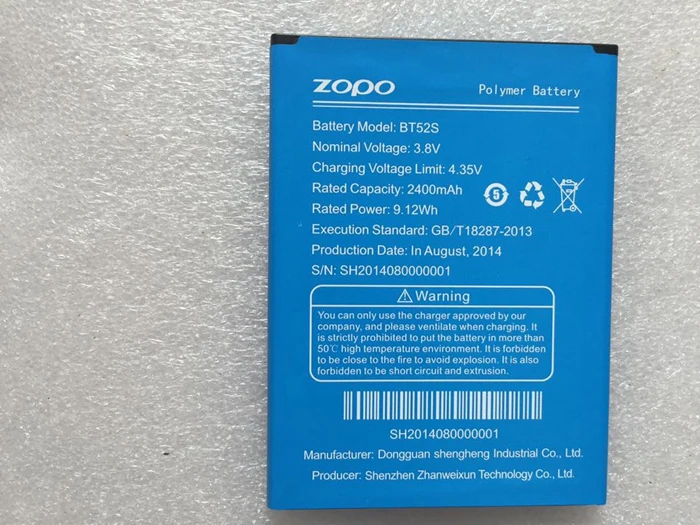 ZOPO Polymer Battery
Battery Model: BT52S
Nominal Voltage: 3.8V
Charging Voltage Limit: 4.35V
Rated Capacity: 2400mAh
Rated Power: 9.12Wh
5
Execution Standard: GB/T18287-2013
Production Date: In August, 2014
S/N: SH2014080000001
Warning
You can only use the charger approved by our
company, and please ventilate when charging. It
is strictly prohibited to put the battery in more than
50℃ high temperature environment. It is forbidden
to be close to the fire to avoid explosion. It is also
forbidden to be short circuit and extrusion.
SH2014080000001
Manufacturer: Dongguan shengheng Industrial Co., Ltd.
Producer: Shenzhen Zhanweixun Technology Co., Ltd.